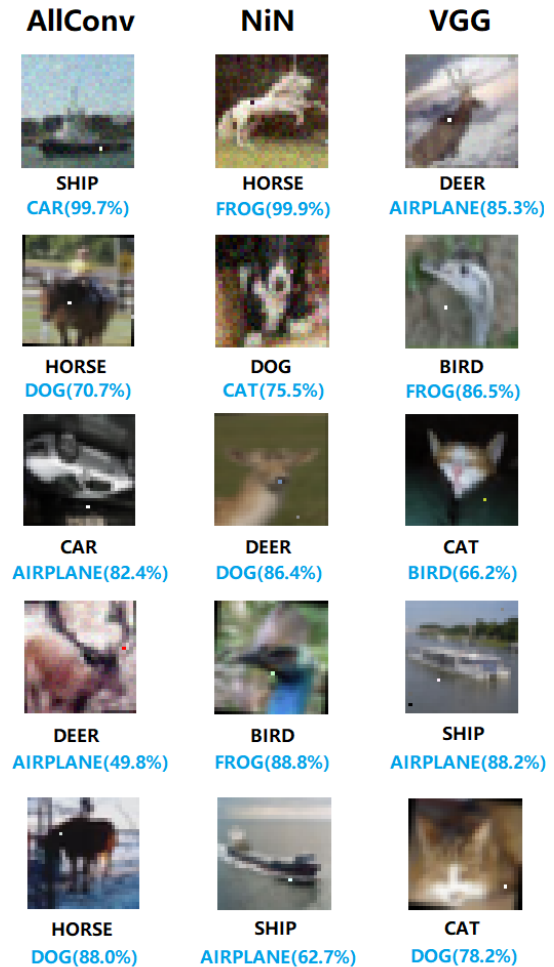 AllConv NiN VGG
SHIP HORSE DEER
CAR(99.7%) FROG(99.9%) AIRPLANE(85.3%)
HORSE DOG BIRD
DOG(70.7%) CAT(75.5%) FROG(86.5%)
CAR DEER CAT
AIRPLANE(82.4%) DOG(86.4%) BIRD(66.2%)
DEER BIRD SHIP
AIRPLANE(49.8%) FROG(88.8%) AIRPLANE(88.2%)
HORSE SHIP CAT
DOG(88.0%) AIRPLANE(62.7%) DOG(78.2%)